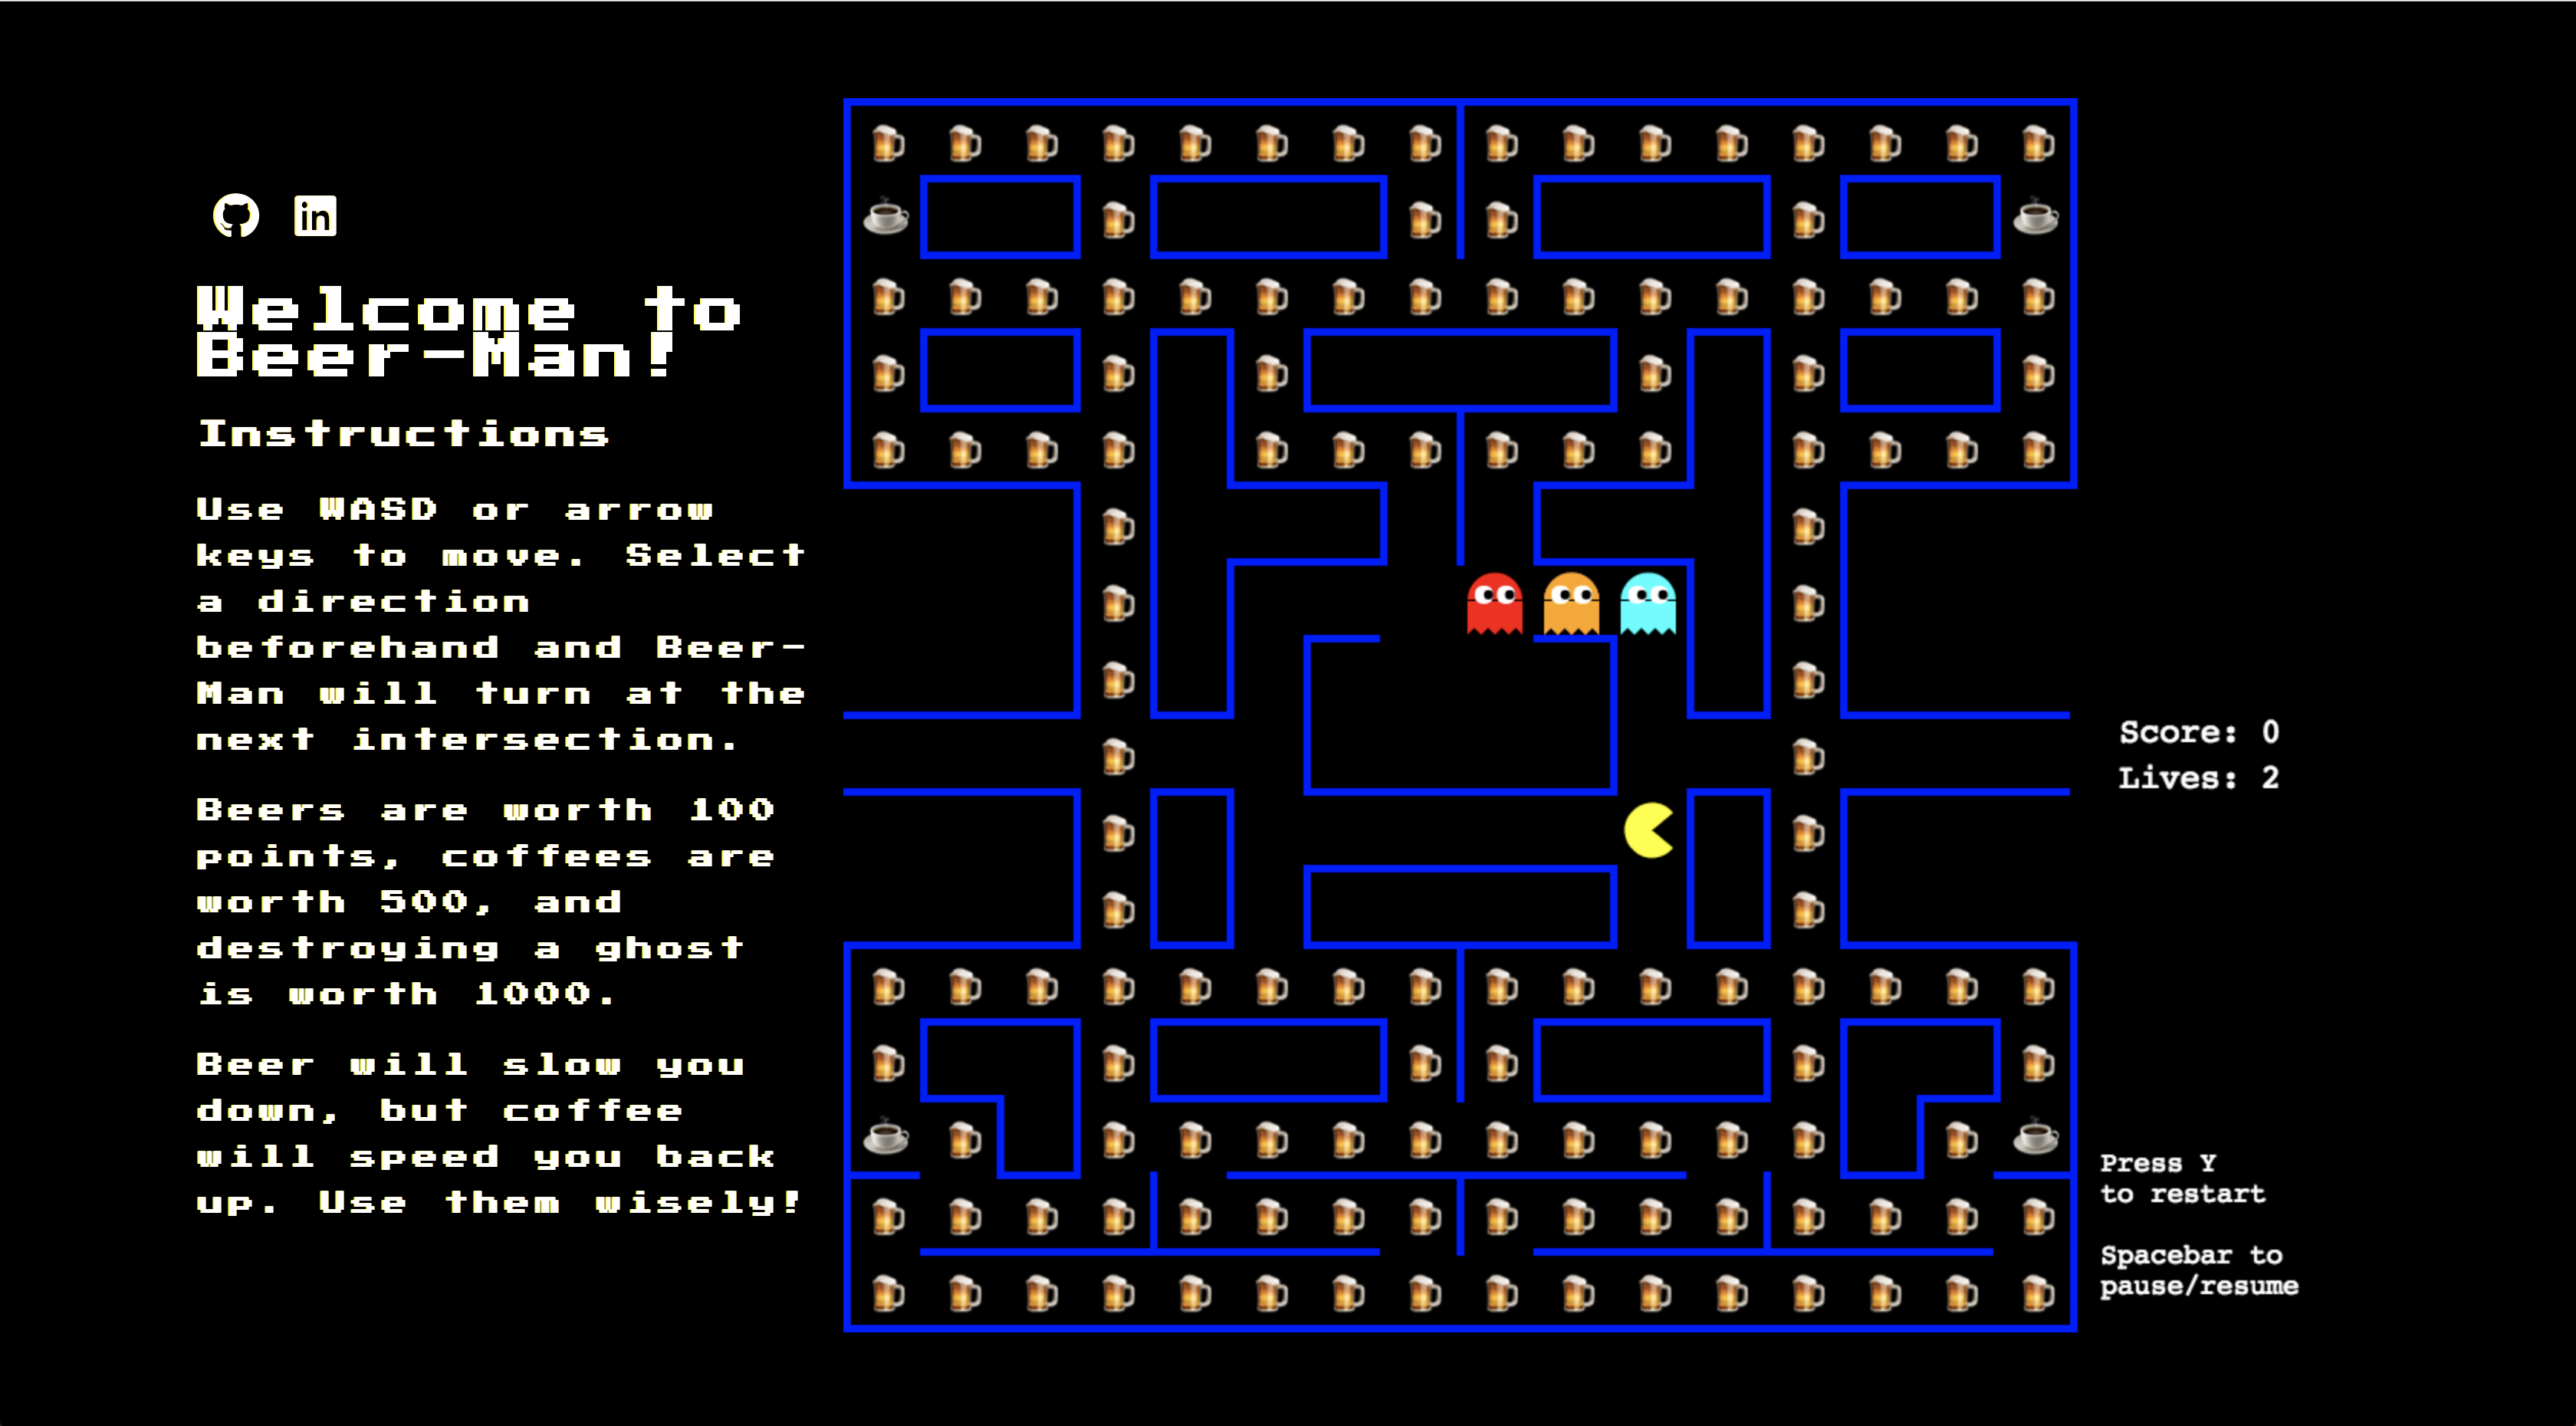 in
Welcome to
Beer-Man!
Instructions
Use WASD or arrow
keys to move. Select
a direction
beforehand and Beer-
Man will turn at the
next intersection.
Beers are worth 100
points, coffees are
worth 500, and
destroying a ghost
is worth 1000.
Beer will slow you
down, but coffee
will speed you back
up. Use them wisely!
Score: 0
Lives: 2
Press Y
to restart
Spacebar to
pause/resume